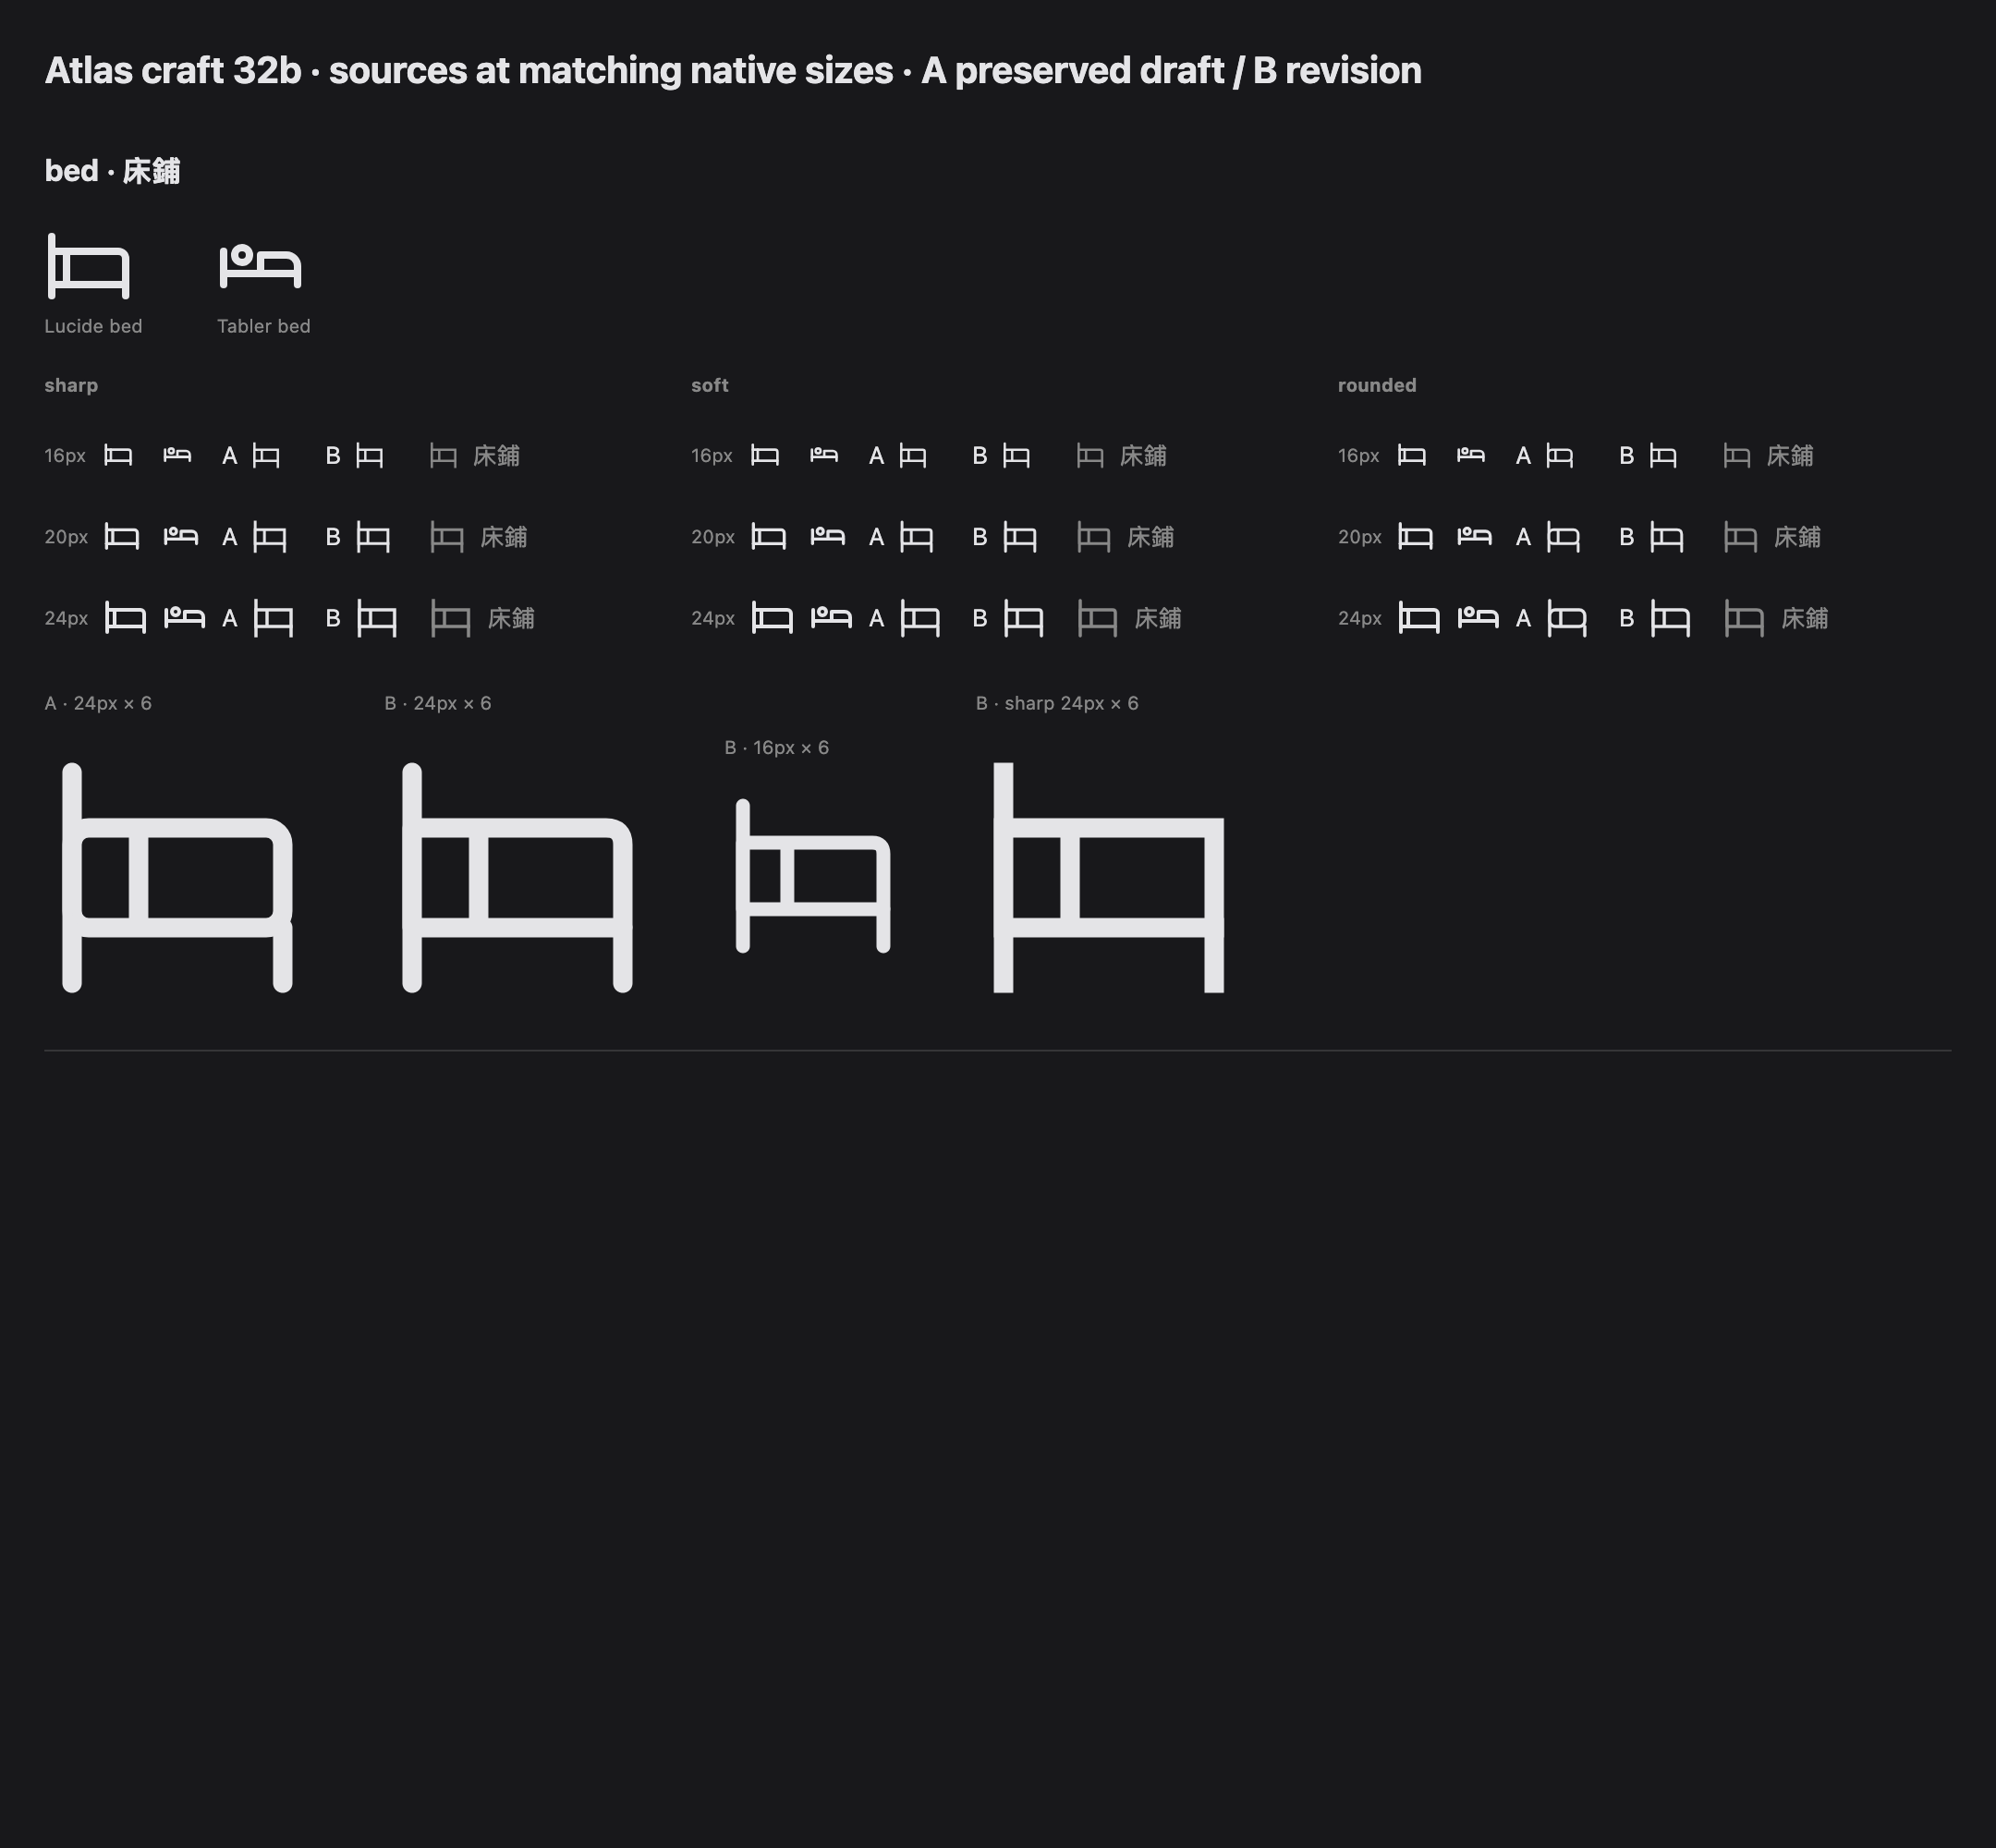 Atlas craft 32b · sources at matching native sizes · A preserved draft / B revision
bed · 床鋪
Lucide bed Tabler bed
sharp soft rounded
16px A B 床鋪 16px A B 床鋪 16px A B 床鋪
20px A B 床鋪 20px A B 床鋪 20px A B 床鋪
24px A B 床鋪 24px A B 床鋪 24px A B 床鋪
A · 24px × 6 B · 24px × 6 B · sharp 24px × 6
B · 16px × 6